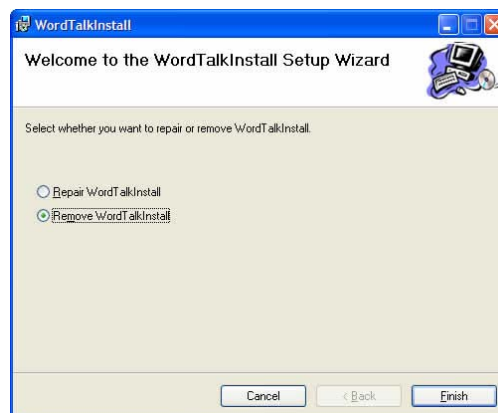 WordTalkInstall
Welcome to the WordTalkInstall Setup Wizard
Select whether you want to repair or remove WordTalkInstall.
Repair WordTalkInstall
Remove WordTalkInstall
Cancel
< Back
Finish